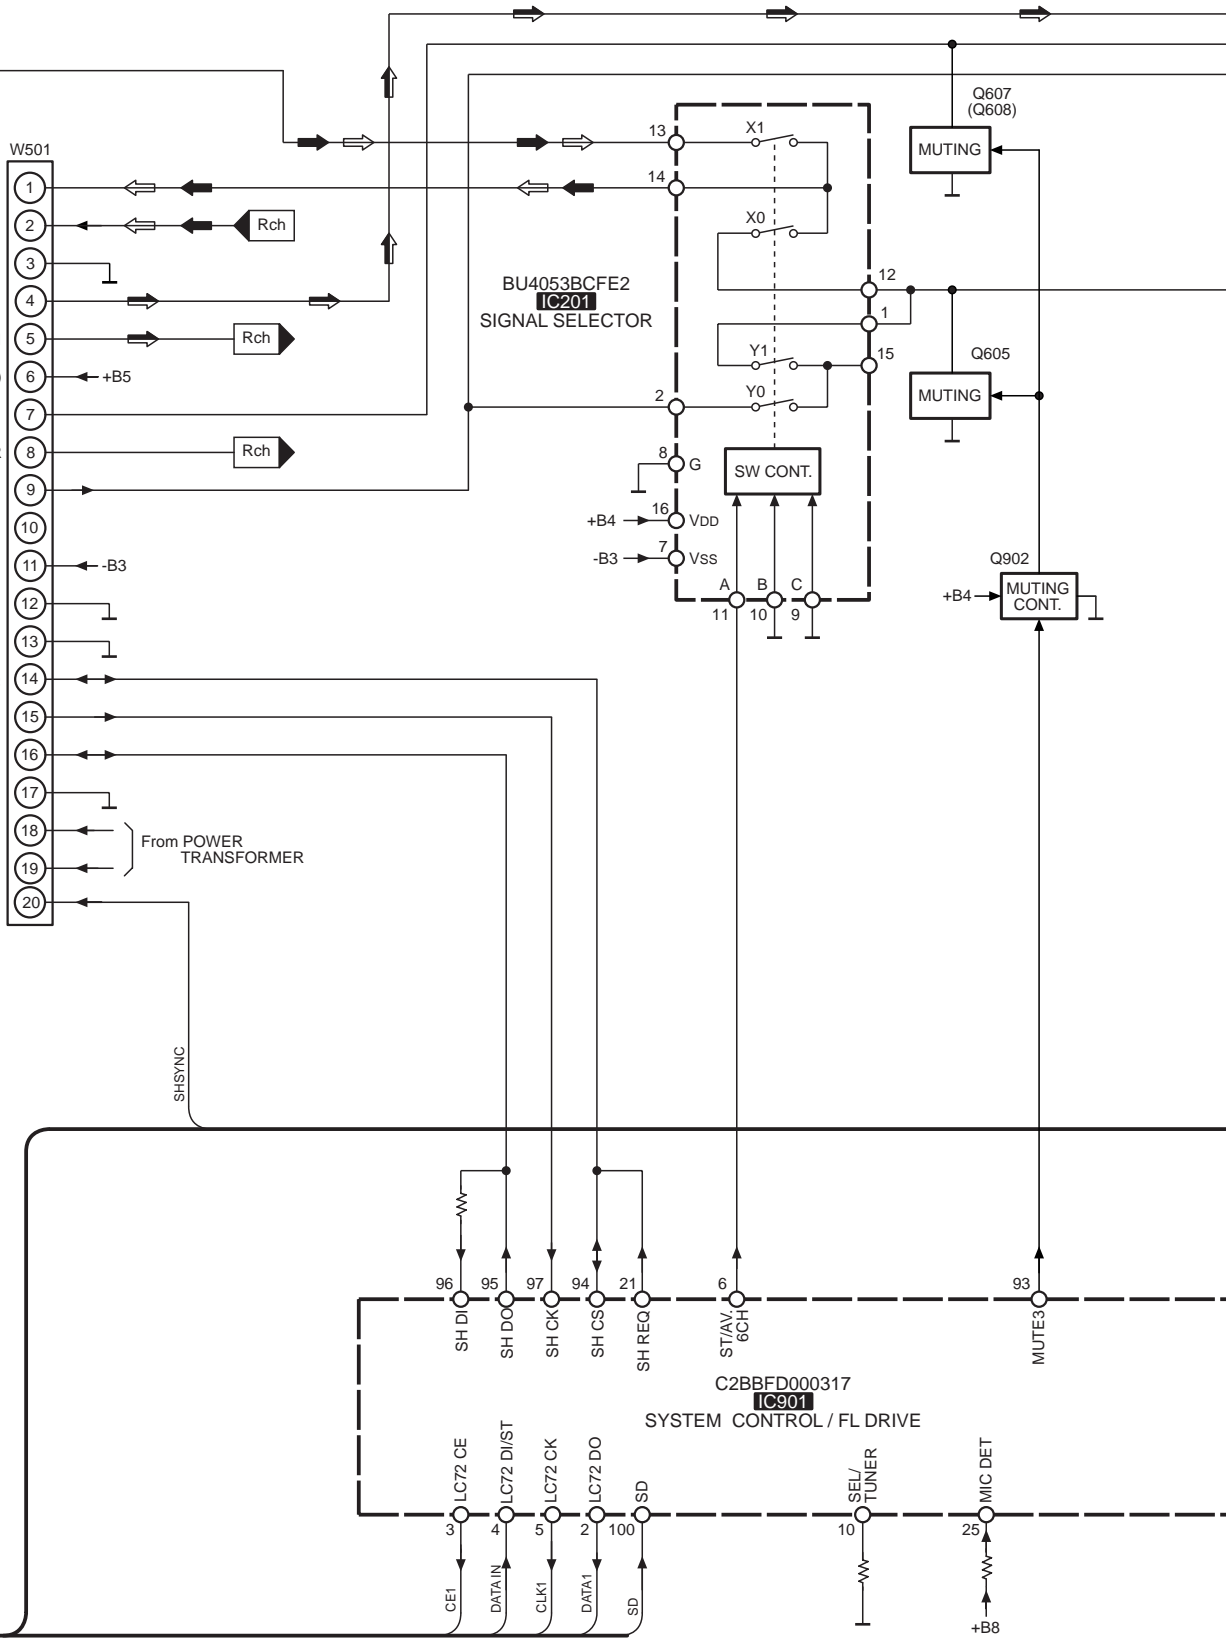 Q607
(Q608)
MUTING
W501
1
2
3
4
5
6
7
8
9
10
11
12
13
14
15
16
17
18
19
20
Rch
Rch
+B5
Rch
-B3
From POWER
TRANSFORMER
SHSYNC
BU4053BCFE2
IC201
SIGNAL SELECTOR
13
14
X1
X0
12
1
15
Y1
Y0
2
8
G
16
+B4
VDD
7
-B3
VSS
SW CONT.
A
B
C
11
10
9
Q605
MUTING
Q902
+B4
MUTING
CONT.
96
95
97
94
21
6
93
SH DI
SH DO
SH CK
SH CS
SH REQ
ST/AV.
6CH
MUTE3
C2BBFD000317
IC901
SYSTEM CONTROL / FL DRIVE
LC72 CE
LC72 DI/ST
LC72 CK
LC72 DO
SD
SEL/
TUNER
MIC DET
3
4
5
2
100
10
25
CE1
DATA IN
CLK1
DATA1
SD
+B8